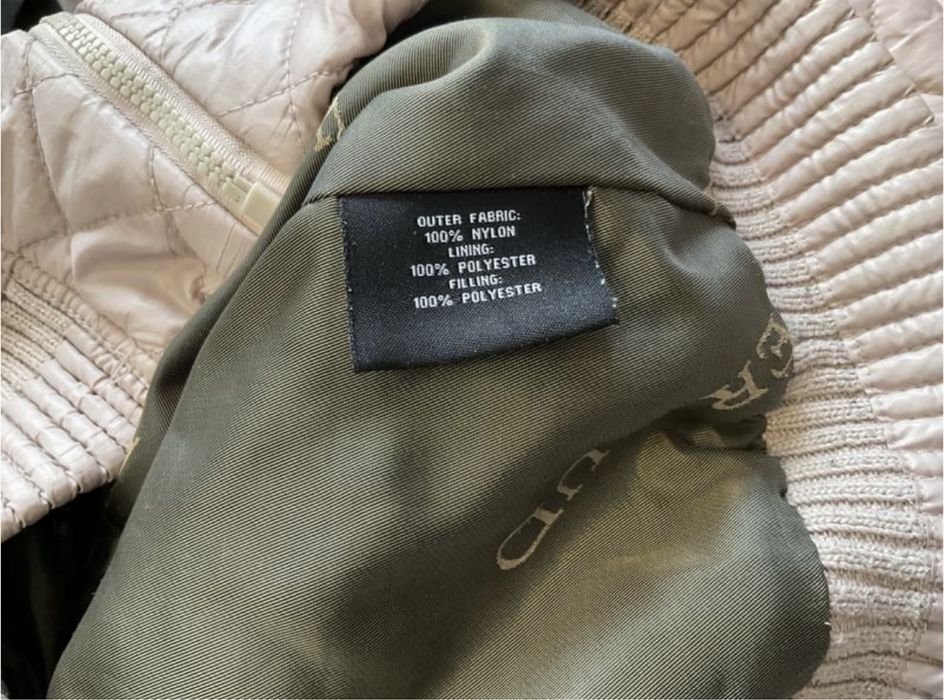 OUTER FABRIC:
100% NYLON
LINING:
100% POLYESTER
FILLING:
100% POLYESTER